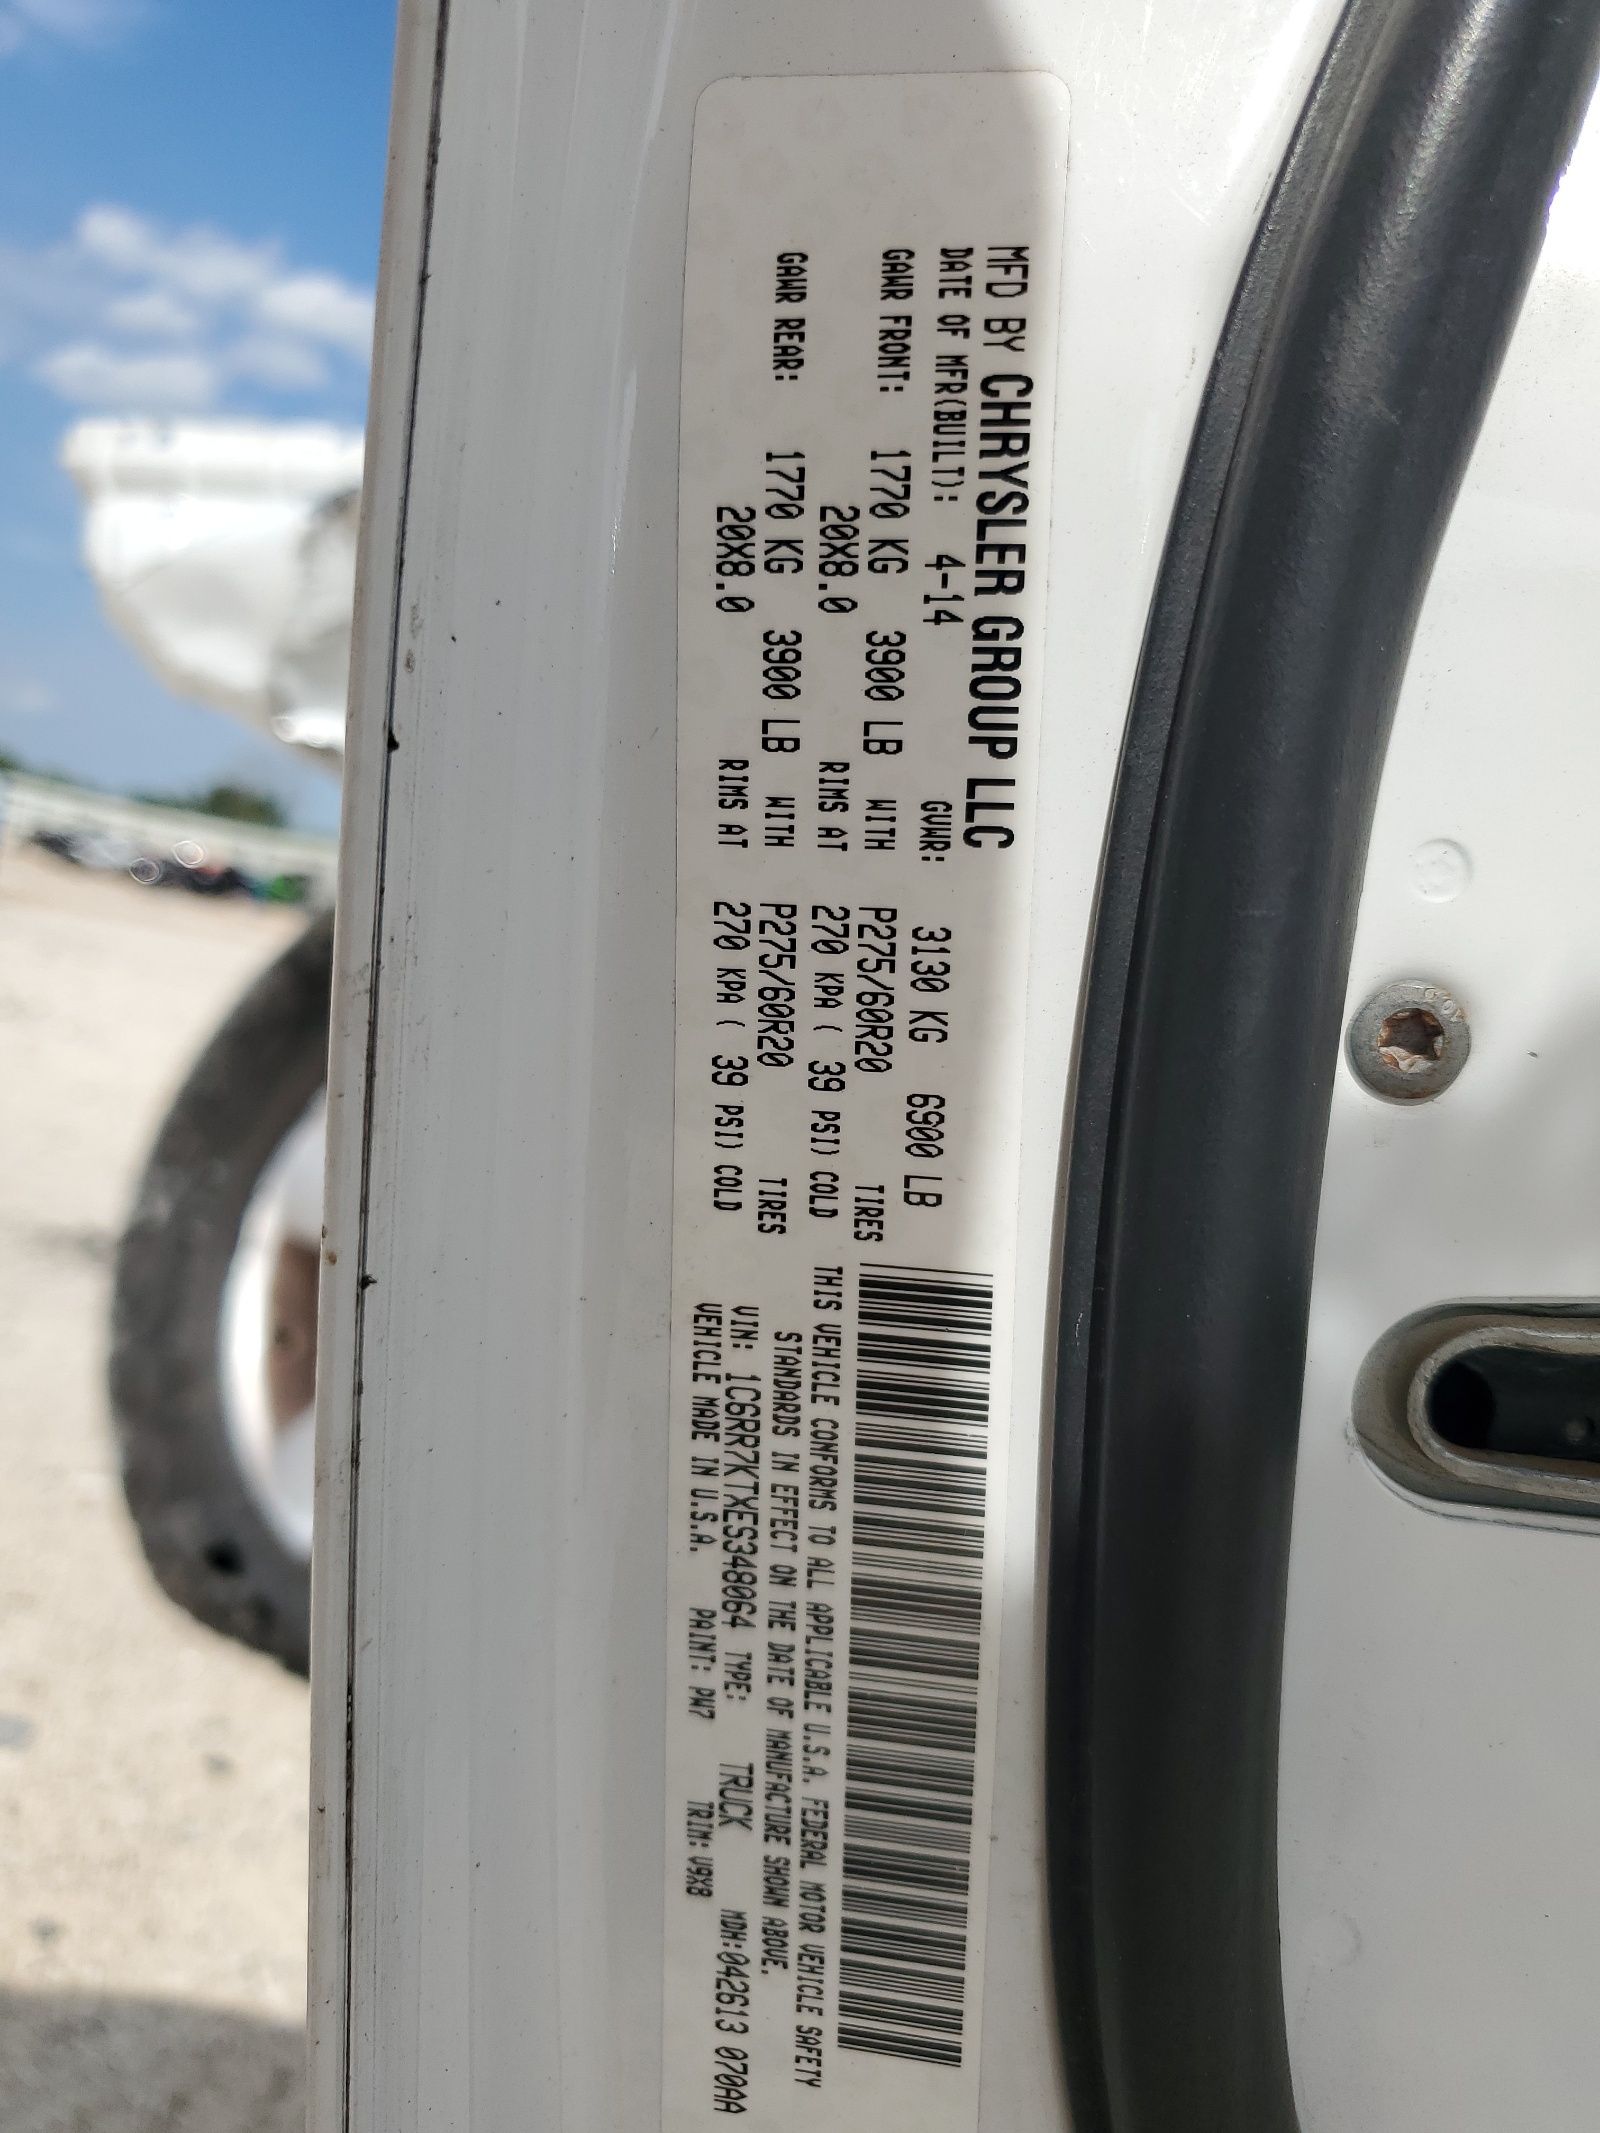 MFD BY CHRYSLER GROUP LLC
DATE OF MFR(BUILT): 4-14 GVWR: 3130 KG 6900 LB
GAWR FRONT: 1770 KG 3900 LB WITH P275/60R20 TIRES
20X8.0 RIMS AT 270 KPA ( 39 PSI) COLD
GAWR REAR: 1770 KG 3900 LB WITH P275/60R20 TIRES
20X8.0 RIMS AT 270 KPA ( 39 PSI) COLD
THIS VEHICLE CONFORMS TO ALL APPLICABLE U.S.A. FEDERAL MOTOR VEHICLE SAFETY
STANDARDS IN EFFECT ON THE DATE OF MANUFACTURE SHOWN ABOVE.
VIN: 1C6RR7KTXES348064 TYPE: TRUCK MDH:042613 070AA
VEHICLE MADE IN U.S.A. PAINT: PW7 TRIM: V9X8